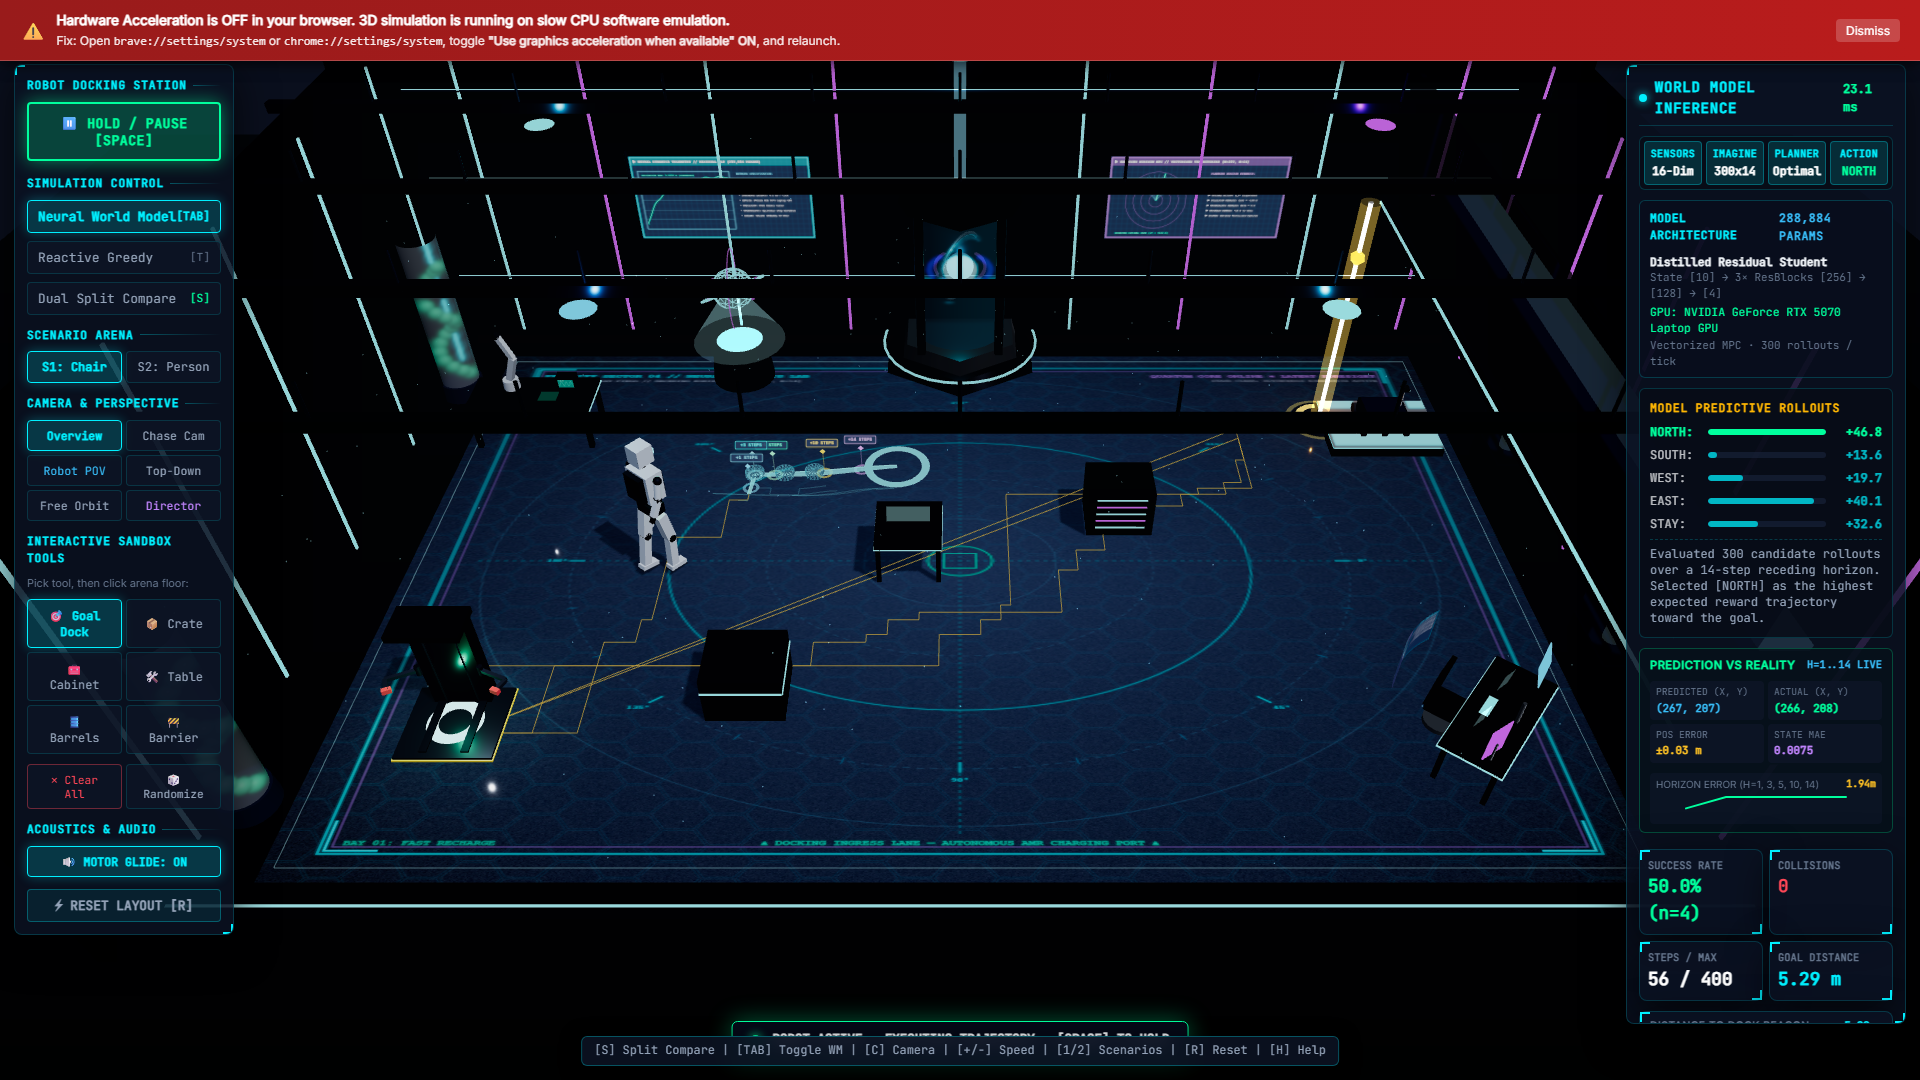 Hardware Acceleration is OFF in your browser. 3D simulation is running on slow CPU software emulation.
Fix: Open brave://settings/system or chrome://settings/system, toggle "Use graphics acceleration when available" ON, and relaunch.
Dismiss
ROBOT DOCKING STATION
HOLD / PAUSE
[SPACE]
SIMULATION CONTROL
Neural World Model[TAB]
Reactive Greedy [T]
Dual Split Compare [S]
SCENARIO ARENA
S1: Chair
S2: Person
CAMERA & PERSPECTIVE
Overview
Chase Cam
Robot POV
Top-Down
Free Orbit
Director
INTERACTIVE SANDBOX
TOOLS
Pick tool, then click arena floor:
Goal
Dock
Crate
Cabinet
Table
Barrels
Barrier
× Clear
All
Randomize
ACOUSTICS & AUDIO
MOTOR GLIDE: ON
RESET LAYOUT [R]
BAY 01: FAST RECHARGE
▲ DOCKING INGRESS LANE — AUTONOMOUS AMR CHARGING PORT ▲
[S] Split Compare | [TAB] Toggle WM | [C] Camera | [+/-] Speed | [1/2] Scenarios | [R] Reset | [H] Help
WORLD MODEL
INFERENCE
23.1
ms
SENSORS
16-Dim
IMAGINE
300x14
PLANNER
Optimal
ACTION
NORTH
MODEL
ARCHITECTURE
288,884
PARAMS
Distilled Residual Student
State [10] → 3× ResBlocks [256] →
[128] → [4]
GPU: NVIDIA GeForce RTX 5070
Laptop GPU
Vectorized MPC · 300 rollouts /
tick
MODEL PREDICTIVE ROLLOUTS
NORTH: +46.8
SOUTH: +13.6
WEST: +19.7
EAST: +40.1
STAY: +32.6
Evaluated 300 candidate rollouts
over a 14-step receding horizon.
Selected [NORTH] as the highest
expected reward trajectory
toward the goal.
PREDICTION VS REALITY H=1..14 LIVE
PREDICTED (X, Y)
(267, 207)
ACTUAL (X, Y)
(266, 208)
POS ERROR
±0.03 m
STATE MAE
0.0075
HORIZON ERROR (H=1, 3, 5, 10, 14) 1.94m
SUCCESS RATE
50.0%
(n=4)
COLLISIONS
0
STEPS / MAX
56 / 400
GOAL DISTANCE
5.29 m